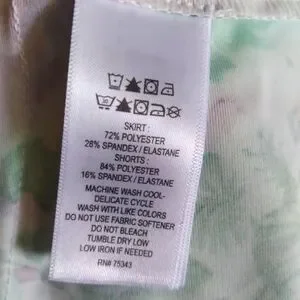 SKIRT :
72% POLYESTER
28% SPANDEX / ELASTANE
SHORTS :
84% POLYESTER
16% SPANDEX / ELASTANE
MACHINE WASH COOL-
DELICATE CYCLE
WASH WITH LIKE COLORS
DO NOT USE FABRIC SOFTENER
DO NOT BLEACH
TUMBLE DRY LOW
LOW IRON IF NEEDED
RN# 75343